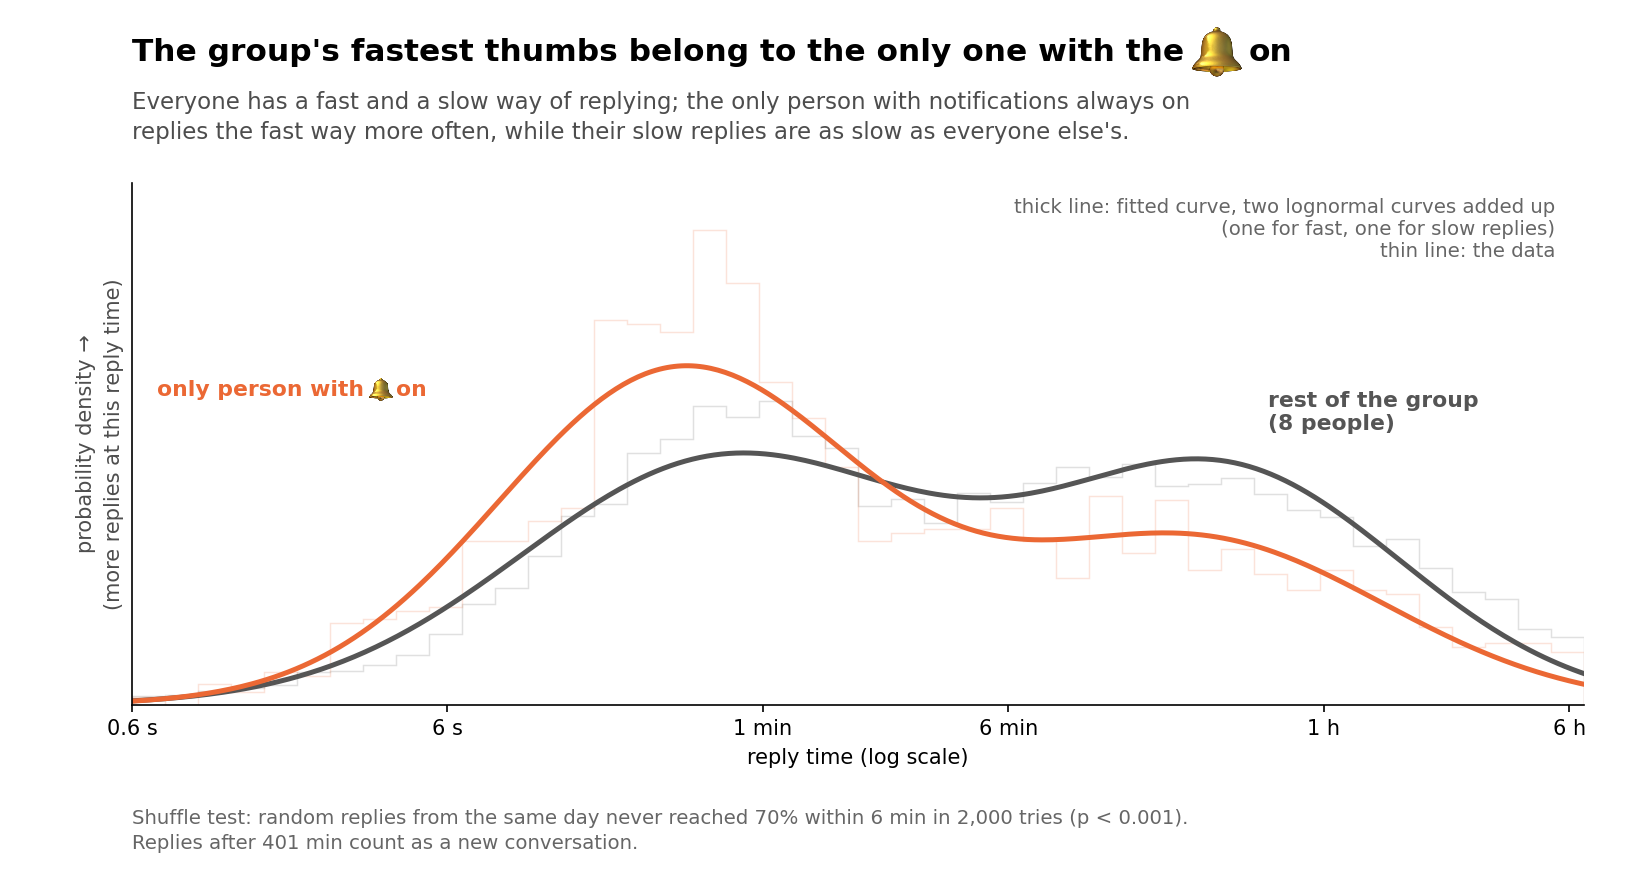 The group's fastest thumbs belong to the only one with the 🔔 on
Everyone has a fast and a slow way of replying; the only person with notifications always on
replies the fast way more often, while their slow replies are as slow as everyone else's.
thick line: fitted curve, two lognormal curves added up
(one for fast, one for slow replies)
thin line: the data
probability density →
(more replies at this reply time)
only person with 🔔 on
rest of the group
(8 people)
0.6 s 6 s 1 min 6 min 1 h 6 h
reply time (log scale)
Shuffle test: random replies from the same day never reached 70% within 6 min in 2,000 tries (p < 0.001).
Replies after 401 min count as a new conversation.